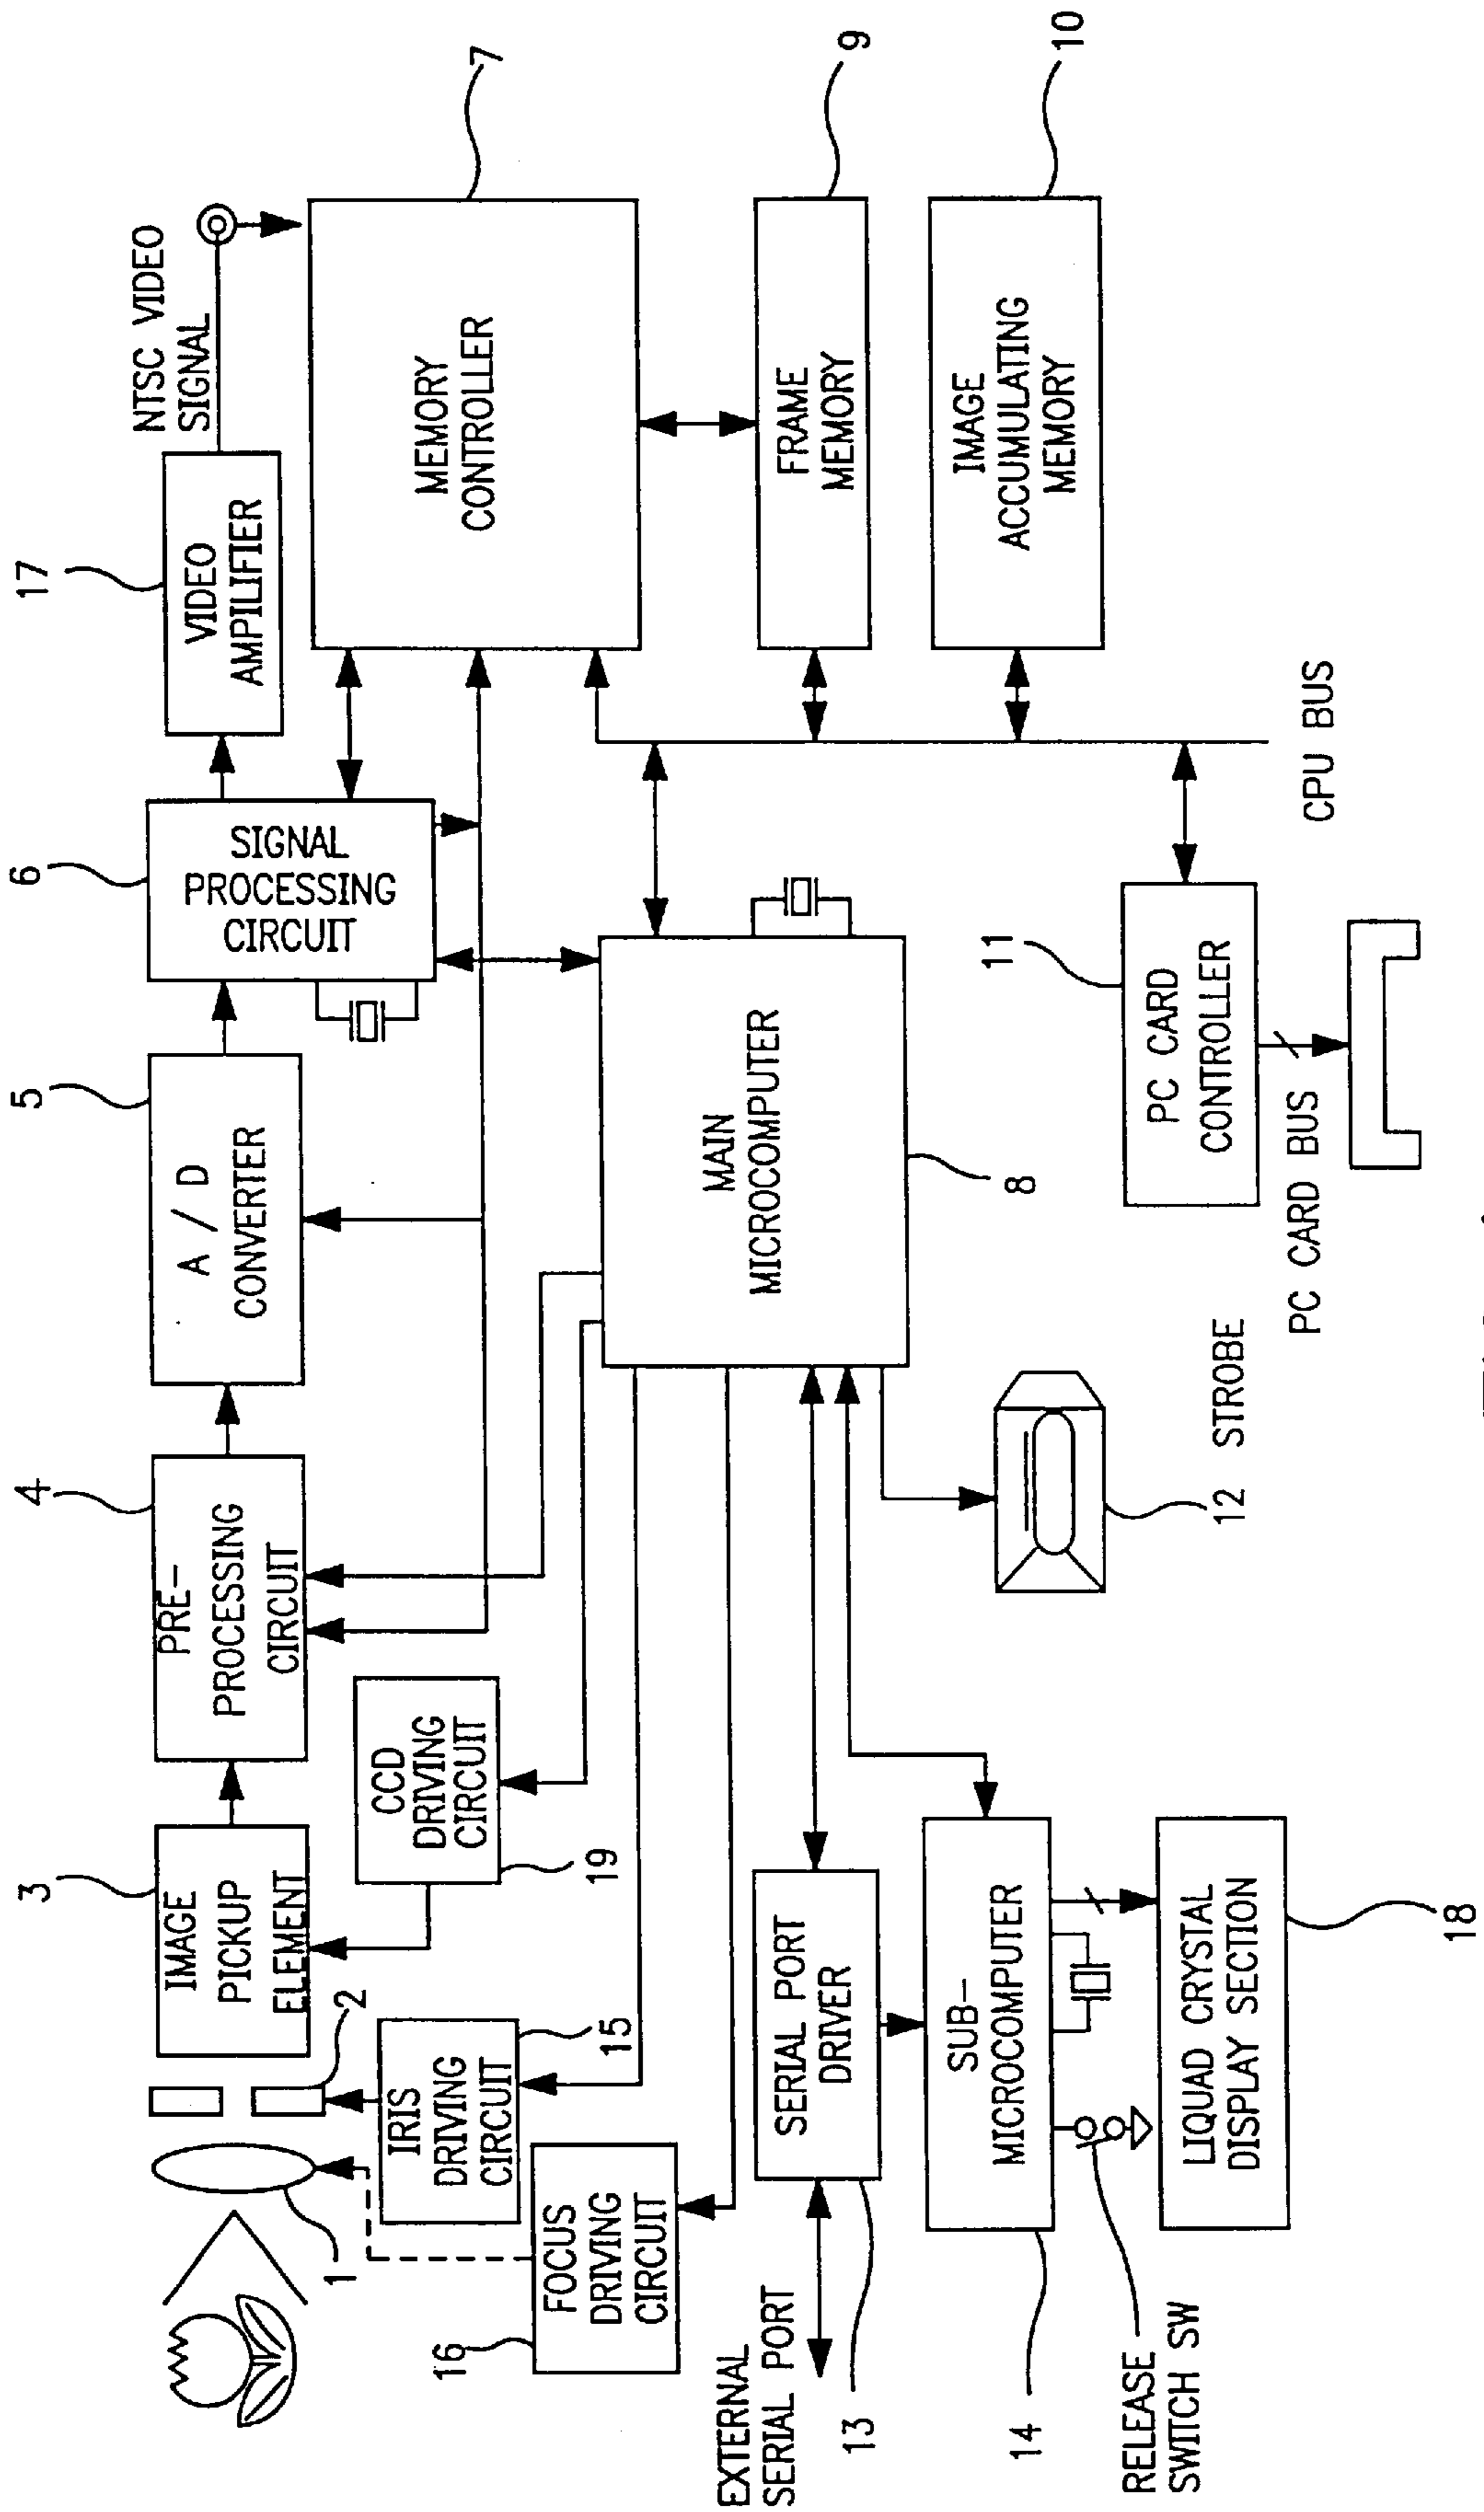 17
NTSC VIDEO
SIGNAL
7
6
5
4
3
VIDEO
AMPILIFIER
SIGNAL
PROCESSING
CIRCUIT
A / D
CONVERTER
PRE-
PROCESSING
CIRCUIT
IMAGE
PICKUP
ELEMENT
2
1
MEMORY
CONTROLLER
CCD
DRIVING
CIRCUIT
19
IRIS
DRIVING
CIRCUIT
15
FOCUS
DRIVING
CIRCUIT
16
MAIN
MICROCOMPUTER
8
FRAME
MEMORY
9
IMAGE
ACCUMULATING
MEMORY
10
EXTERNAL
SERIAL PORT
SERIAL PORT
DRIVER
13
SUB-
MICROCOMPUTER
14
12 STROBE
11
PC CARD
CONTROLLER
CPU BUS
PC CARD BUS
RELEASE
SWITCH SW
LIQUAD CRYSTAL
DISPLAY SECTION
18